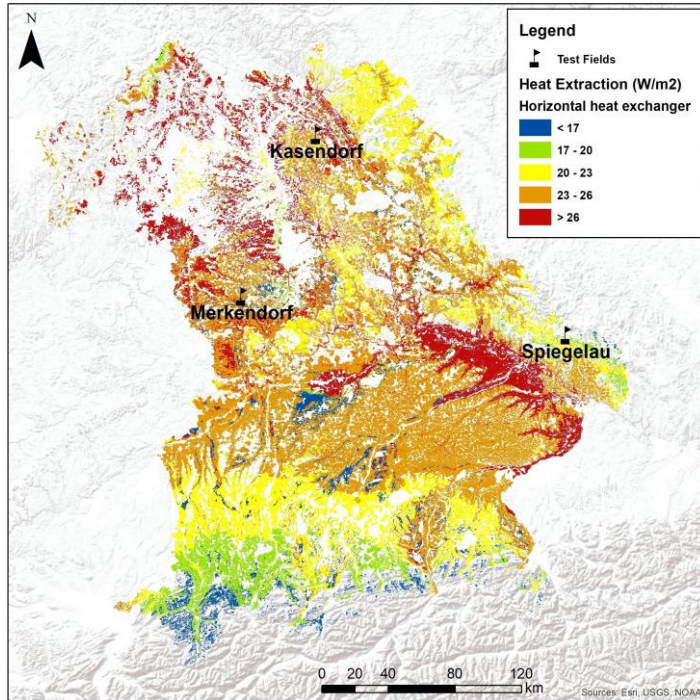 N
Legend
Test Fields
Heat Extraction (W/m2)
Horizontal heat exchanger
< 17
17 - 20
20 - 23
23 - 26
> 26
Kasendorf
Merkendorf
Spiegelau
0 20 40 80 120
km
Sources: Esri, USGS, NOAA